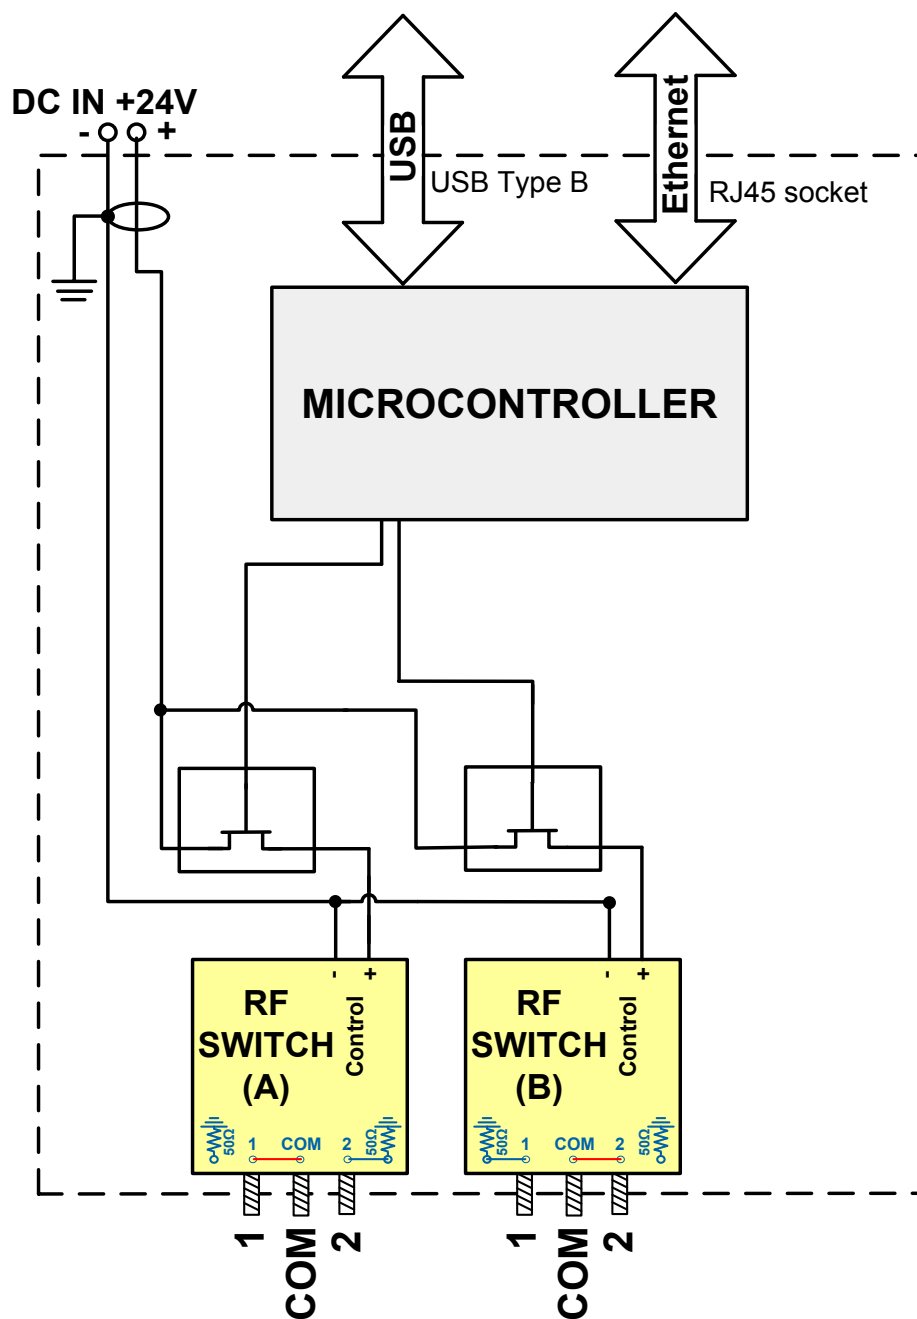 DC IN +24V
- +
USB
USB Type B
Ethernet
RJ45 socket
MICROCONTROLLER
- +
Control
RF
SWITCH
(A)
50Ω 1 COM 2 50Ω
- +
Control
RF
SWITCH
(B)
50Ω 1 COM 2 50Ω
1 COM 2
1 COM 2